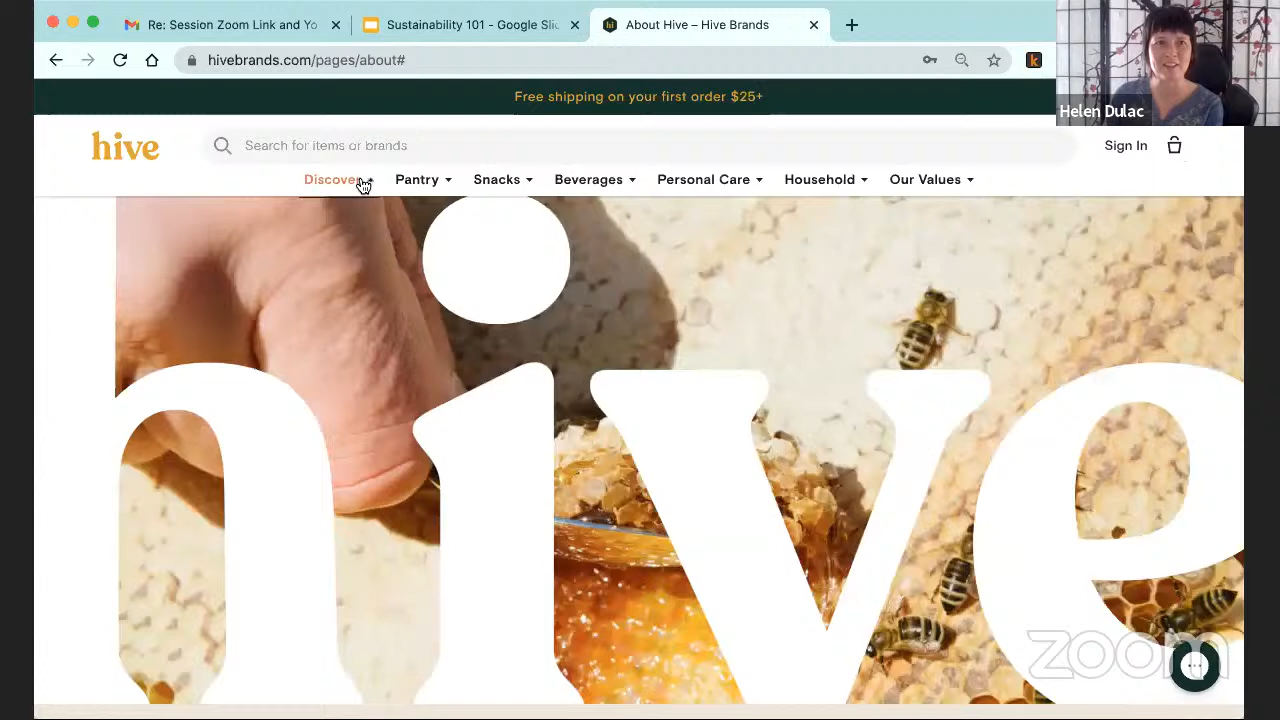 Re: Session Zoom Link and Yo
Sustainability 101 - Google Slid
About Hive – Hive Brands
hivebrands.com/pages/about#
k
Helen Dulac
Free shipping on your first order $25+
hive
Search for items or brands
Sign In
Discover
Pantry
Snacks
Beverages
Personal Care
Household
Our Values
hive
zoom